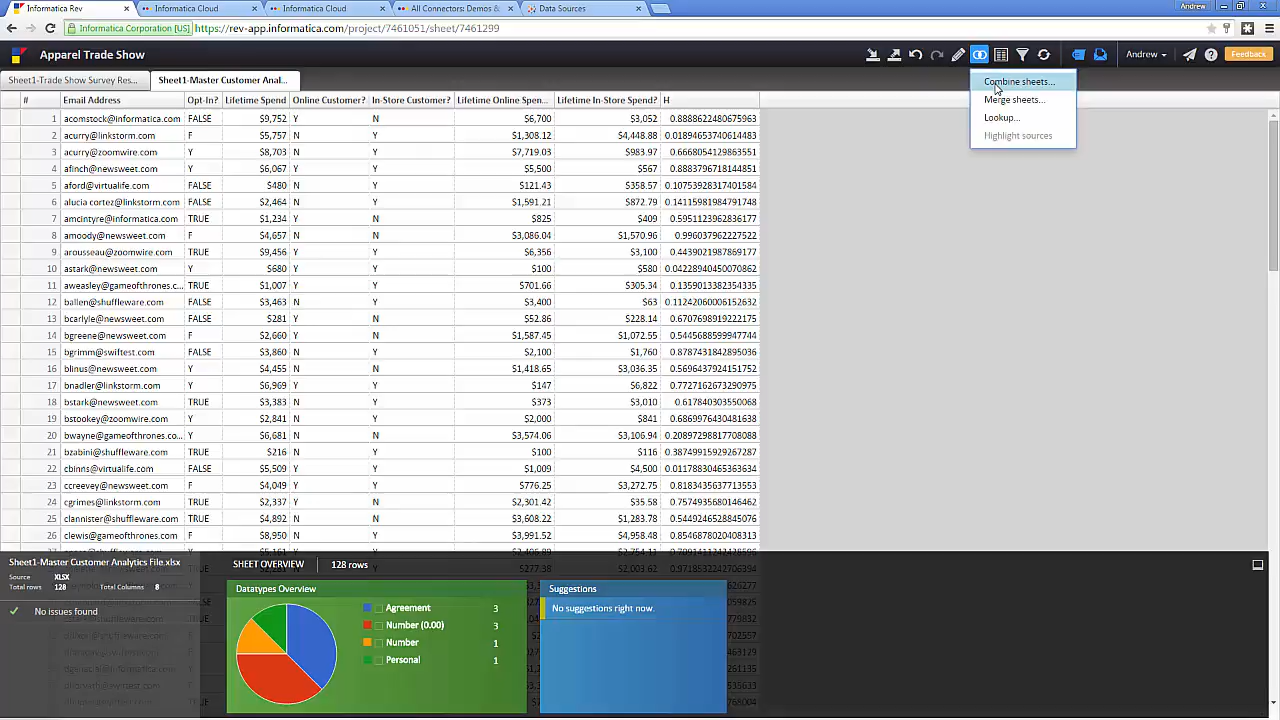 Informatica Rev
Informatica Cloud
Informatica Cloud
All Connectors: Demos &
Data Sources
Andrew
Informatica Corporation [US]
https://rev-app.informatica.com/project/7461051/sheet/7461299
Apparel Trade Show
Andrew
Feedback
Sheet1-Trade Show Survey Res...
Sheet1-Master Customer Anal...
Combine sheets...
Merge sheets...
Lookup...
Highlight sources
# Email Address Opt-In? Lifetime Spend Online Customer? In-Store Customer? Lifetime Online Spen... Lifetime In-Store Spend? H
1 acomstock@informatica.com FALSE $9,752 Y N $6,700 $3,052 0.8888622480675963
2 acurry@linkstorm.com F $5,757 N Y $1,308.12 $4,448.88 0.01894653740614483
3 acurry@zoomwire.com Y $8,703 N Y $7,719.03 $983.97 0.6668054129863551
4 afinch@newsweet.com Y $6,067 N Y $5,500 $567 0.8883796718144851
5 aford@virtualife.com FALSE $480 N Y $121.43 $358.57 0.10753928317401584
6 alucia cortez@linkstorm.com FALSE $2,464 Y Y $1,591.21 $872.79 0.14115981984791748
7 amcintyre@informatica.com TRUE $1,234 Y N $825 $409 0.5951123962836177
8 amoody@newsweet.com F $4,657 N Y $3,086.04 $1,570.96 0.996037962227522
9 arousseau@zoomwire.com TRUE $9,456 Y Y $6,356 $3,100 0.4439021987869177
10 astark@newsweet.com Y $680 Y Y $100 $580 0.04228940450070862
11 aweasley@gameofthrones.c... TRUE $1,007 Y Y $701.66 $305.34 0.1359051382357101
12 ballen@shuffleware.com FALSE $3,463 N Y $3,400 $63 0.11242060006152632
13 bcarlyle@newsweet.com FALSE $281 N Y $52.86 $228.14 0.6707698915813201
14 bgreene@newsweet.com F $2,660 N Y $1,587.45 $1,072.55 0.5445688599947744
15 bgrimm@swiftest.com FALSE $3,860 N Y $2,100 $1,760 0.8787431842895036
16 blinus@newsweet.com Y $4,455 N N $1,418.65 $3,036.35 0.5696437924151752
17 bnadler@linkstorm.com Y $6,969 N Y $147 $6,822 0.7727162673290975
18 bstark@newsweet.com TRUE $3,383 N Y $373 $3,010 0.617840303550068
19 bstookey@zoomwire.com Y $2,841 N Y $2,000 $841 0.6869976430481638
20 bwayne@gameofthrones.co... Y $6,681 N N $3,574.06 $3,106.94 0.20897298817708088
21 bzabini@shuffleware.com TRUE $216 N Y $100 $116 0.38749915929267287
22 cbinns@virtualife.com FALSE $5,509 Y Y $1,009 $4,500 0.01178830465363634
23 ccreevey@newsweet.com F $4,049 Y Y $776.25 $3,272.75 0.8183435637713553
24 cgrimes@linkstorm.com TRUE $2,337 Y N $2,301.42 $35.58 0.7574935680146462
25 clannister@shuffleware.com TRUE $4,892 N N $3,608.22 $1,283.78 0.5449246528845076
26 clewis@gameofthrones.com F $8,950 N Y $3,991.52 $4,958.48 0.8546878020408313
Sheet1-Master Customer Analytics File.xlsx
Source XLSX
Total rows 128 Total Columns 8
No issues found
SHEET OVERVIEW
128 rows
Datatypes Overview
Agreement 3
Number (0.00) 3
Number 1
Personal 1
Suggestions
No suggestions right now.